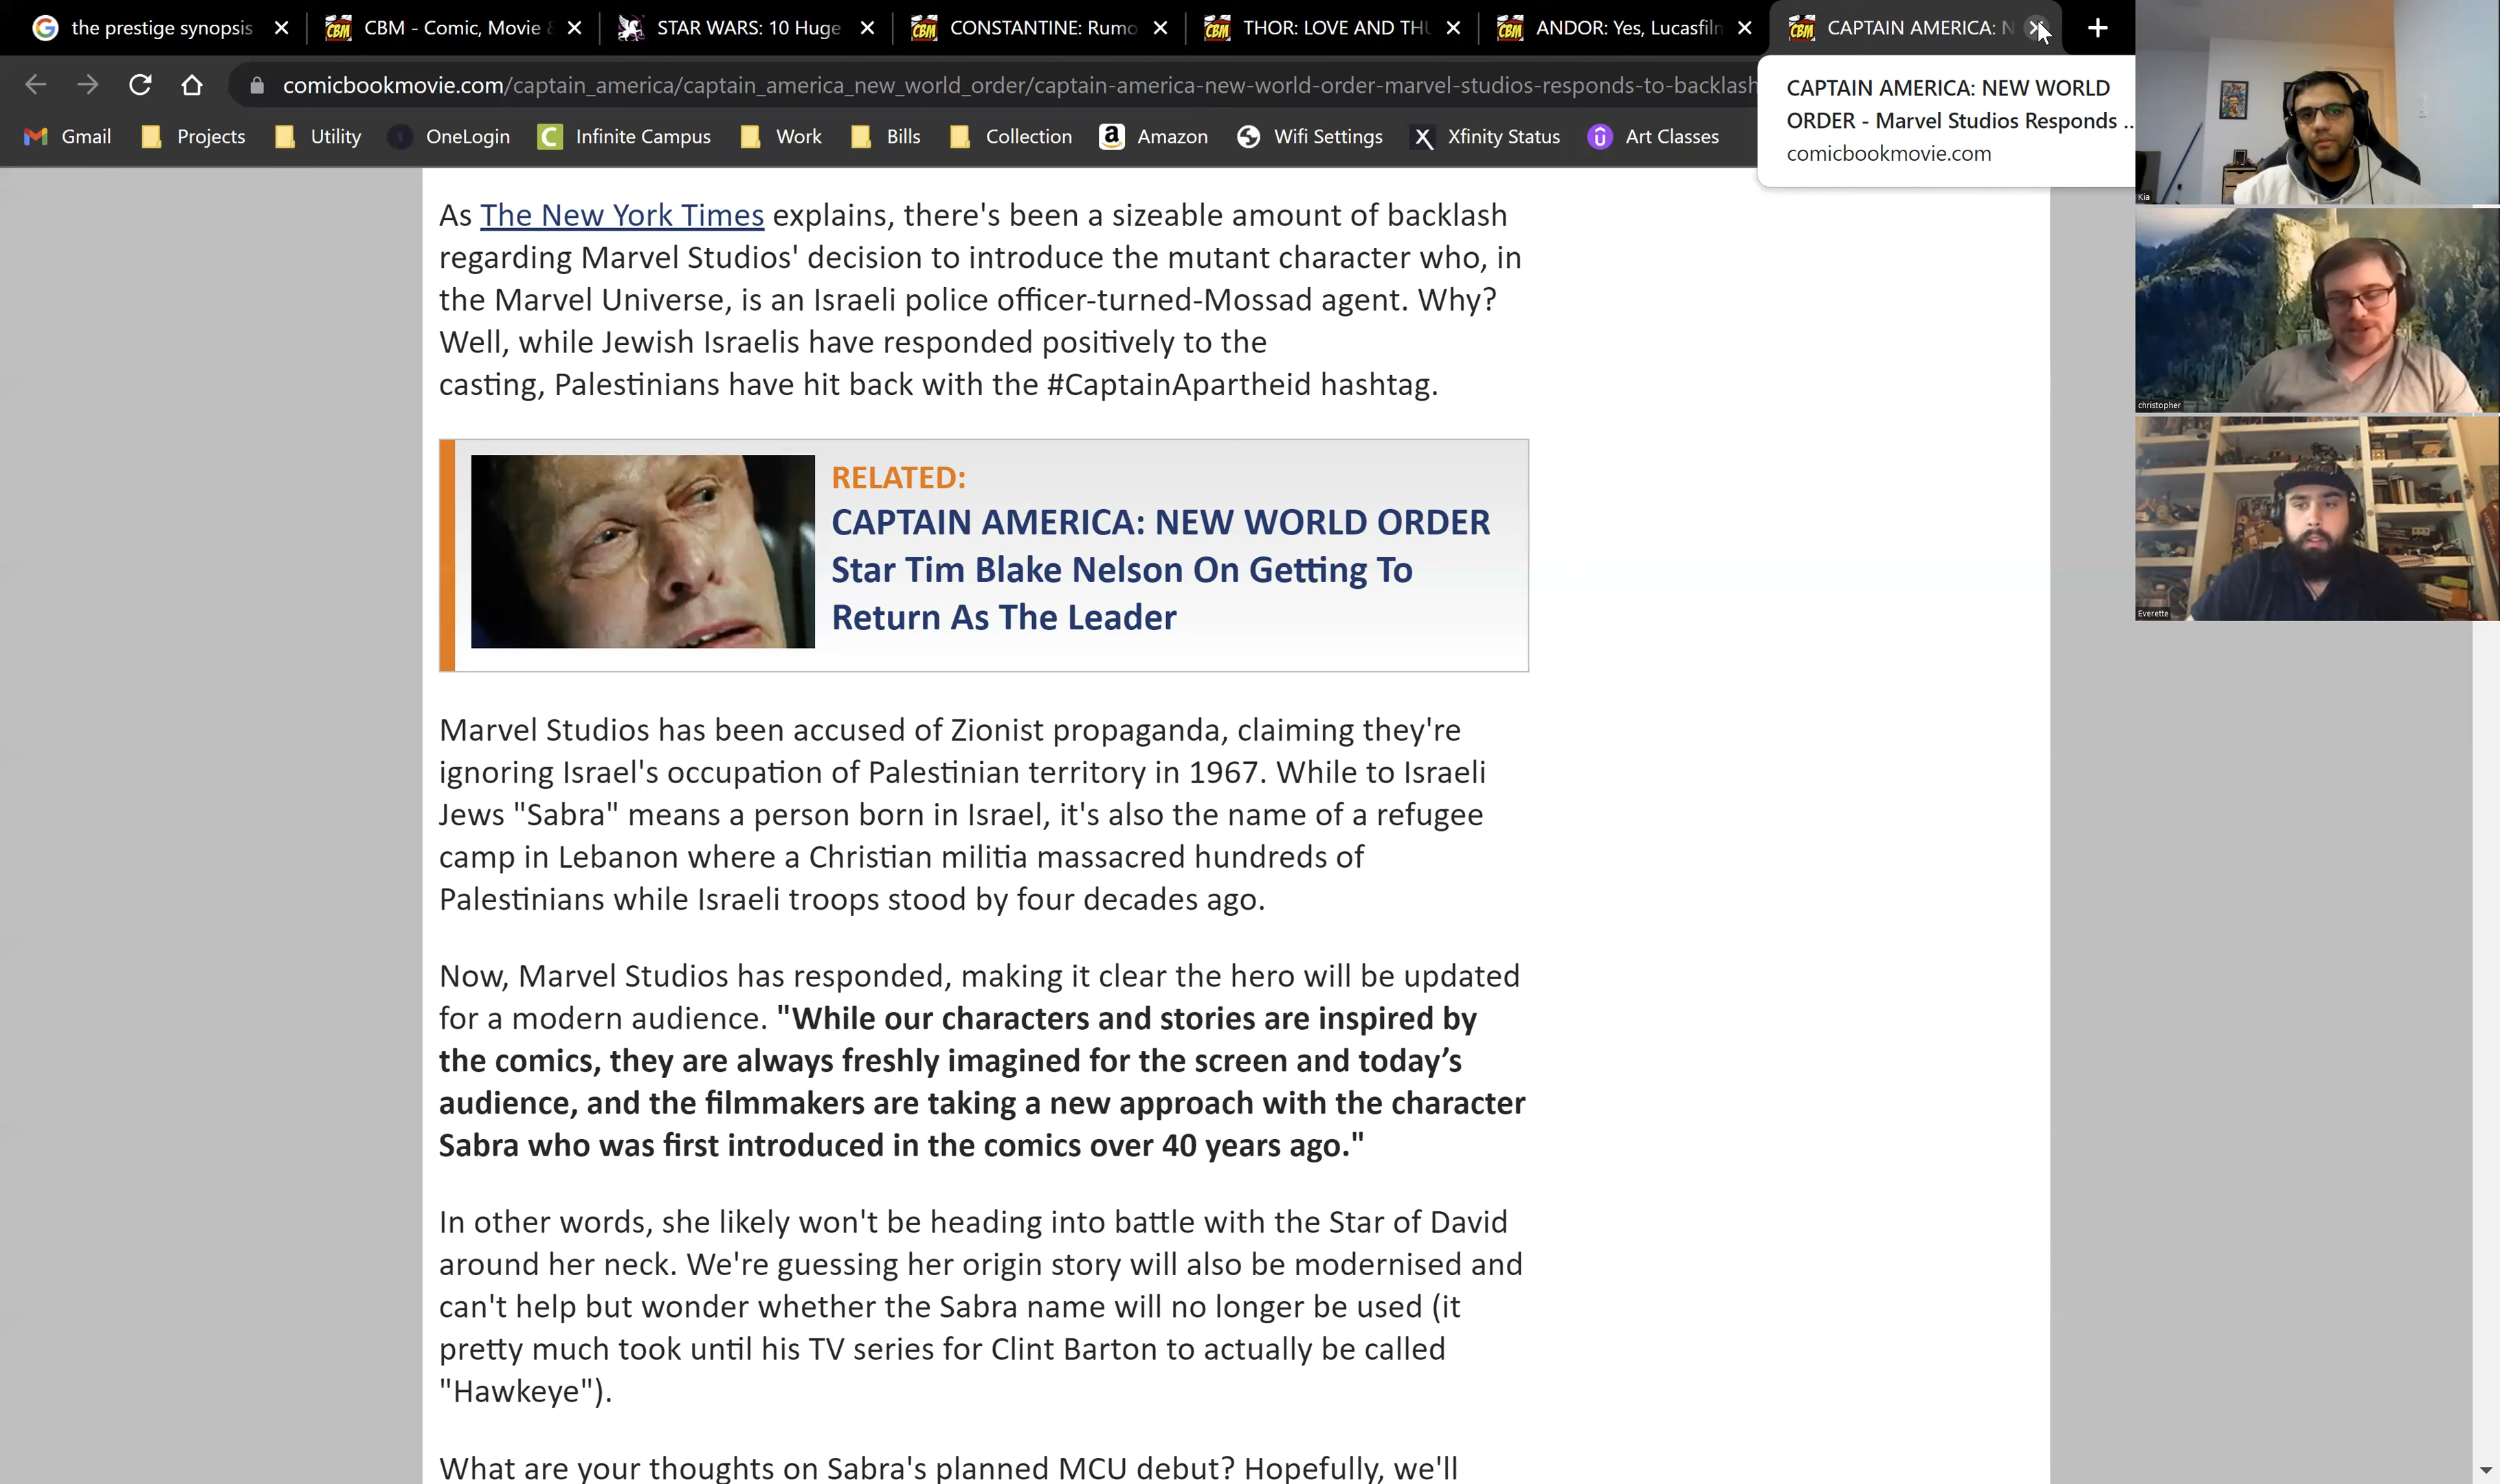 the prestige synopsis
CBM - Comic, Movie &
STAR WARS: 10 Huge
CONSTANTINE: Rumo
THOR: LOVE AND THU
ANDOR: Yes, Lucasfilm
CAPTAIN AMERICA: N
comicbookmovie.com/captain_america/captain_america_new_world_order/captain-america-new-world-order-marvel-studios-responds-to-backlash
CAPTAIN AMERICA: NEW WORLD
ORDER - Marvel Studios Responds ...
comicbookmovie.com
Gmail Projects Utility OneLogin Infinite Campus Work Bills Collection Amazon Wifi Settings Xfinity Status Art Classes
As The New York Times explains, there's been a sizeable amount of backlash
regarding Marvel Studios' decision to introduce the mutant character who, in
the Marvel Universe, is an Israeli police officer-turned-Mossad agent. Why?
Well, while Jewish Israelis have responded positively to the
casting, Palestinians have hit back with the #CaptainApartheid hashtag.
RELATED:
CAPTAIN AMERICA: NEW WORLD ORDER
Star Tim Blake Nelson On Getting To
Return As The Leader
Marvel Studios has been accused of Zionist propaganda, claiming they're
ignoring Israel's occupation of Palestinian territory in 1967. While to Israeli
Jews "Sabra" means a person born in Israel, it's also the name of a refugee
camp in Lebanon where a Christian militia massacred hundreds of
Palestinians while Israeli troops stood by four decades ago.
Now, Marvel Studios has responded, making it clear the hero will be updated
for a modern audience. "While our characters and stories are inspired by
the comics, they are always freshly imagined for the screen and today’s
audience, and the filmmakers are taking a new approach with the character
Sabra who was first introduced in the comics over 40 years ago."
In other words, she likely won't be heading into battle with the Star of David
around her neck. We're guessing her origin story will also be modernised and
can't help but wonder whether the Sabra name will no longer be used (it
pretty much took until his TV series for Clint Barton to actually be called
"Hawkeye").
What are your thoughts on Sabra's planned MCU debut? Hopefully, we'll
Kia
christopher
Everette